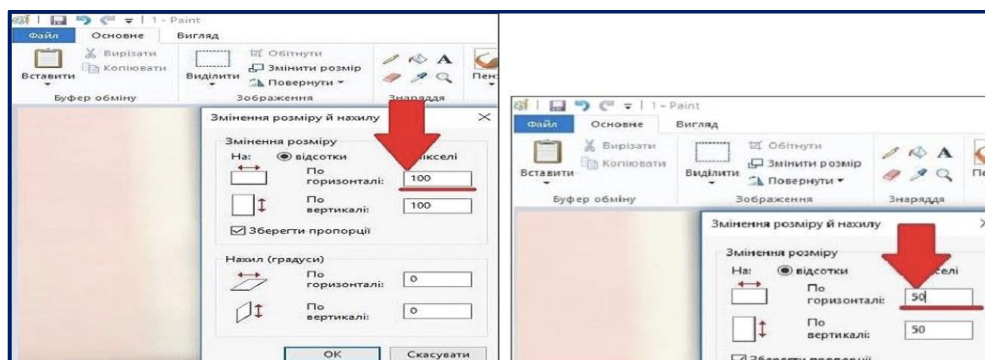 1 - Paint
Файл Основне Вигляд
Вставити
Вирізати
Копіювати
Буфер обміну
Виділити
Обітнути
Змінити розмір
Повернути
Зображення
Знаряддя
Змінення розміру й нахилу
Змінення розміру
На: відсотки
По горизонталі: 100
По вертикалі: 100
Зберегти пропорції
Нахил (градуси)
По горизонталі: 0
По вертикалі: 0
OK Скасувати
1 - Paint
Файл Основне Вигляд
Вставити
Вирізати
Копіювати
Буфер обміну
Виділити
Обітнути
Змінити розмір
Повернути
Зображення
Знаряддя
Змінення розміру й нахилу
Змінення розміру
На: відсотки
По горизонталі: 50
По вертикалі: 50
Зберегти пропорції